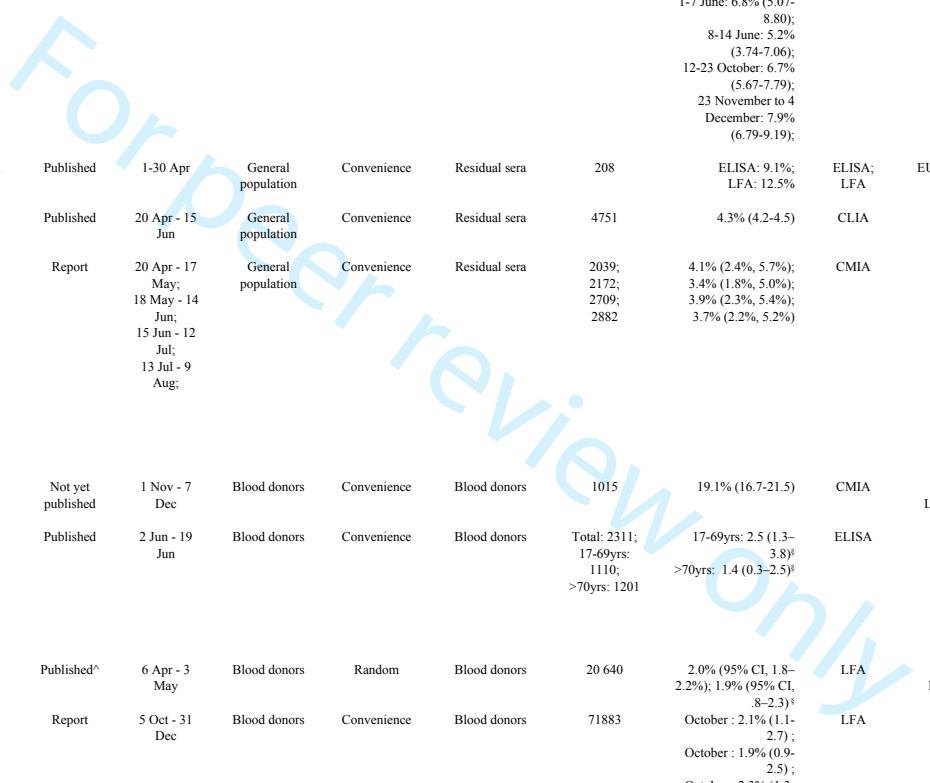 1-7 June: 6.8% (5.07-
8.80);
8-14 June: 5.2%
(3.74-7.06);
12-23 October: 6.7%
(5.67-7.79);
23 November to 4
December: 7.9%
(6.79-9.19);
Published 1-30 Apr General Convenience Residual sera 208 ELISA: 9.1%; ELISA; EU
population LFA: 12.5% LFA
Published 20 Apr - 15 General Convenience Residual sera 4751 4.3% (4.2-4.5) CLIA
Jun population
Report 20 Apr - 17 General Convenience Residual sera 2039; 4.1% (2.4%, 5.7%); CMIA
May; population 2172; 3.4% (1.8%, 5.0%);
18 May - 14 2709; 3.9% (2.3%, 5.4%);
Jun; 2882 3.7% (2.2%, 5.2%)
15 Jun - 12
Jul;
13 Jul - 9
Aug;
Not yet 1 Nov - 7 Blood donors Convenience Blood donors 1015 19.1% (16.7-21.5) CMIA
published Dec L
Published 2 Jun - 19 Blood donors Convenience Blood donors Total: 2311; 17-69yrs: 2.5 (1.3– ELISA
Jun 17-69yrs: 3.8)§
1110; >70yrs: 1.4 (0.3–2.5)§
>70yrs: 1201
Published^ 6 Apr - 3 Blood donors Random Blood donors 20 640 2.0% (95% CI, 1.8– LFA
May 2.2%); 1.9% (95% CI,
.8–2.3) §
Report 5 Oct - 31 Blood donors Convenience Blood donors 71883 October : 2.1% (1.1- LFA
Dec 2.7) ;
October : 1.9% (0.9-
2.5) ;
For peer review only